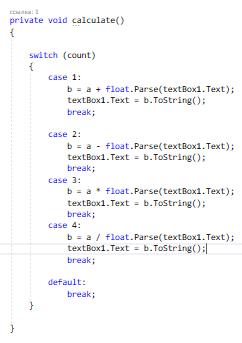 ссылка: 1
private void calculate()
{
switch (count)
{
case 1:
b = a + float.Parse(textBox1.Text);
textBox1.Text = b.ToString();
break;
case 2:
b = a - float.Parse(textBox1.Text);
textBox1.Text = b.ToString();
break;
case 3:
b = a * float.Parse(textBox1.Text);
textBox1.Text = b.ToString();
break;
case 4:
b = a / float.Parse(textBox1.Text);
textBox1.Text = b.ToString();
break;
default:
break;
}
}